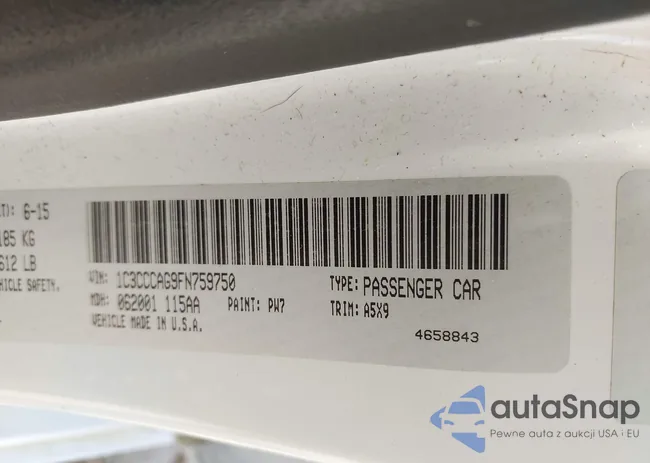 T): 6-15
185 KG
612 LB
HICLE SAFETY,
VIN: 1C3CCCAG9FN759750
TYPE: PASSENGER CAR
MDH: 062001 115AA
PAINT: PW7
TRIM: A5X9
VEHICLE MADE IN U.S.A.
4658843
autaSnap
Pewne auta z aukcji USA i EU